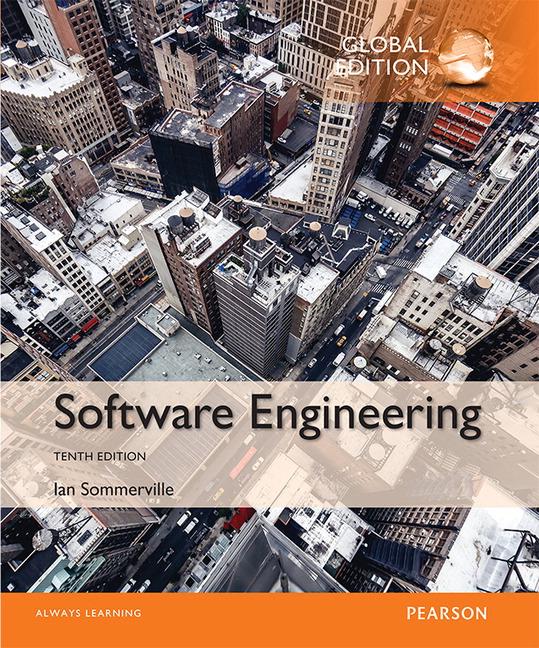 GLOBAL
EDITION
Software Engineering
TENTH EDITION
Ian Sommerville
ALWAYS LEARNING
PEARSON